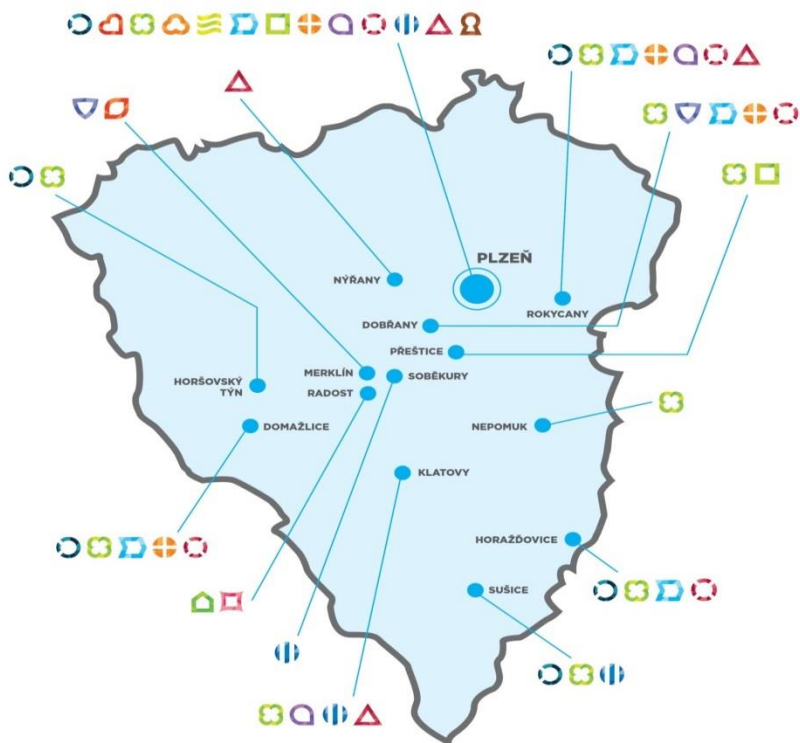 PLZEŇ
NÝŘANY
ROKYCANY
DOBŘANY
PŘEŠTICE
MERKLÍN
SOBĚKURY
HORŠOVSKÝ
TÝN
RADOST
DOMAŽLICE
NEPOMUK
KLATOVY
HORAŽĎOVICE
SUŠICE